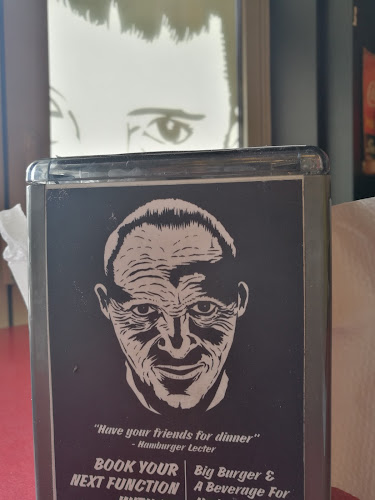 "Have your friends for dinner"
- Hamburger Lecter
BOOK YOUR
NEXT FUNCTION
Big Burger &
A Beverage For